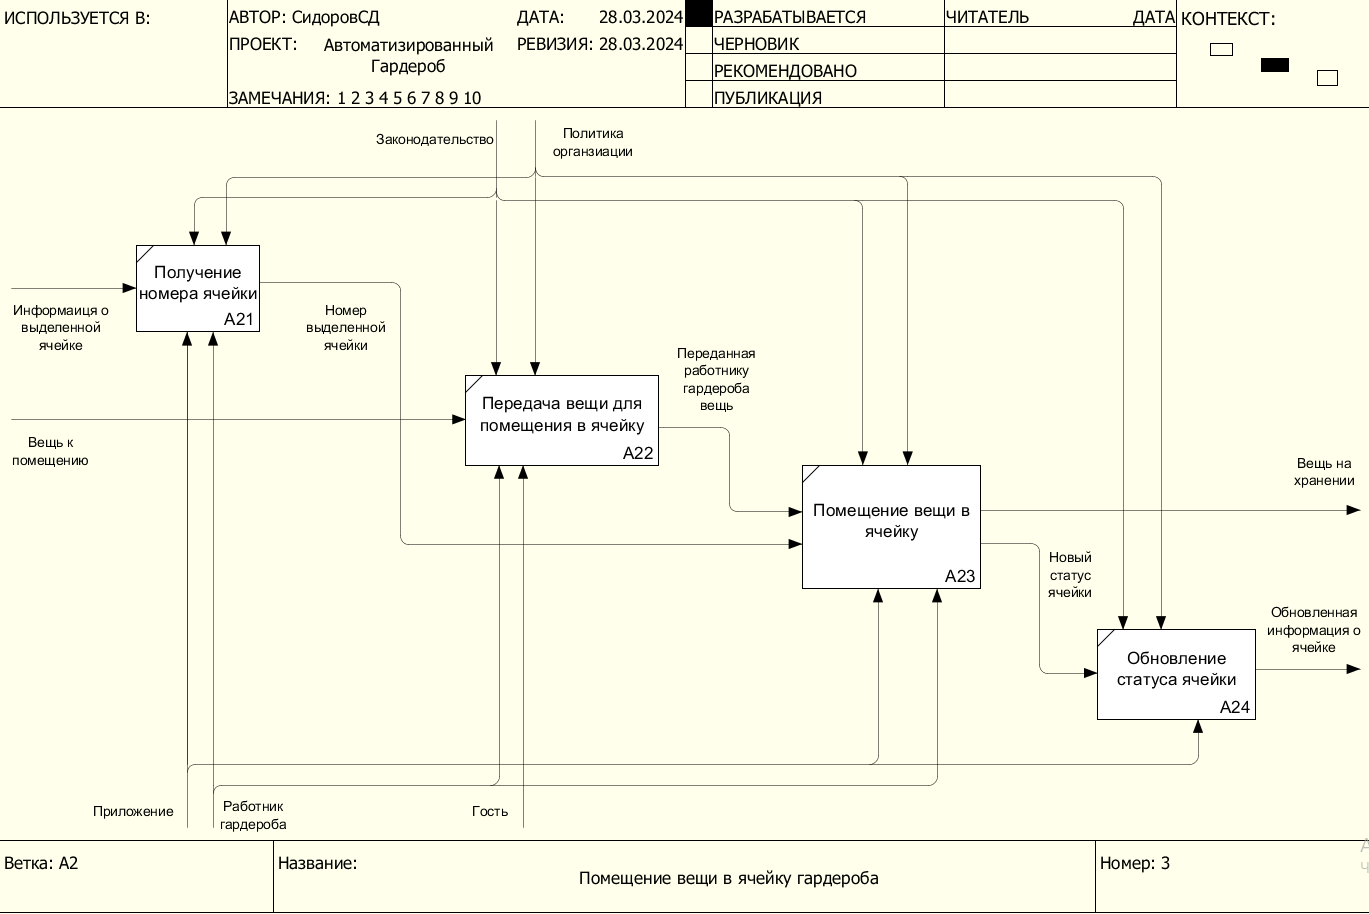 ИСПОЛЬЗУЕТСЯ В:
АВТОР: СидоровСД
ДАТА: 28.03.2024
ПРОЕКТ: Автоматизированный
Гардероб
РЕВИЗИЯ: 28.03.2024
ЗАМЕЧАНИЯ: 1 2 3 4 5 6 7 8 9 10
РАЗРАБАТЫВАЕТСЯ
ЧЕРНОВИК
РЕКОМЕНДОВАНО
ПУБЛИКАЦИЯ
ЧИТАТЕЛЬ
ДАТА
КОНТЕКСТ:
Законодательство
Политика
органзиации
Получение
номера ячейки
A21
Информаиця о
выделенной
ячейке
Номер
выделенной
ячейки
Передача вещи для
помещения в ячейку
A22
Переданная
работнику
гардероба
вещь
Вещь к
помещению
Помещение вещи в
ячейку
A23
Вещь на
хранении
Новый
статус
ячейки
Обновление
статуса ячейки
A24
Обновленная
информация о
ячейке
Приложение
Работник
гардероба
Гость
Ветка: A2
Название:
Помещение вещи в ячейку гардероба
Номер: 3